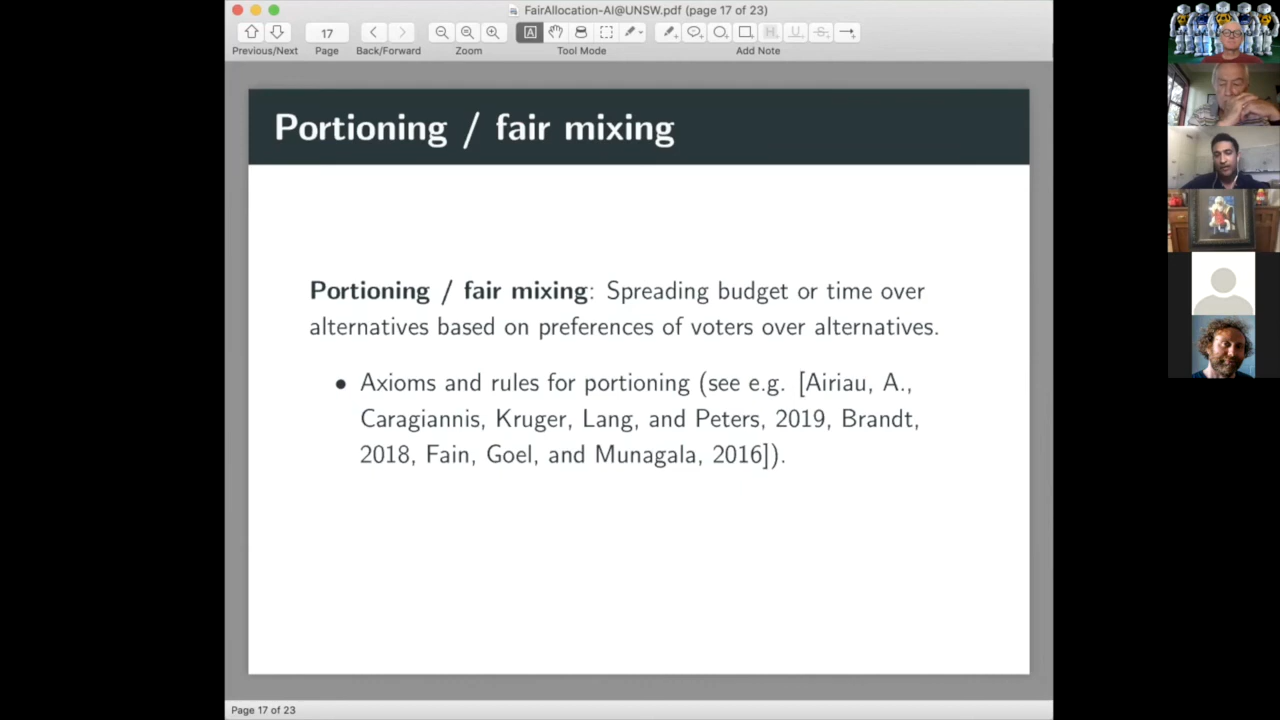 FairAllocation-AI@UNSW.pdf (page 17 of 23)
17
A
H
U
S
Previous/Next
Page
Back/Forward
Zoom
Tool Mode
Add Note
Portioning / fair mixing
Portioning / fair mixing: Spreading budget or time over
alternatives based on preferences of voters over alternatives.
• Axioms and rules for portioning (see e.g. [Airiau, A.,
Caragiannis, Kruger, Lang, and Peters, 2019, Brandt,
2018, Fain, Goel, and Munagala, 2016]).
Page 17 of 23